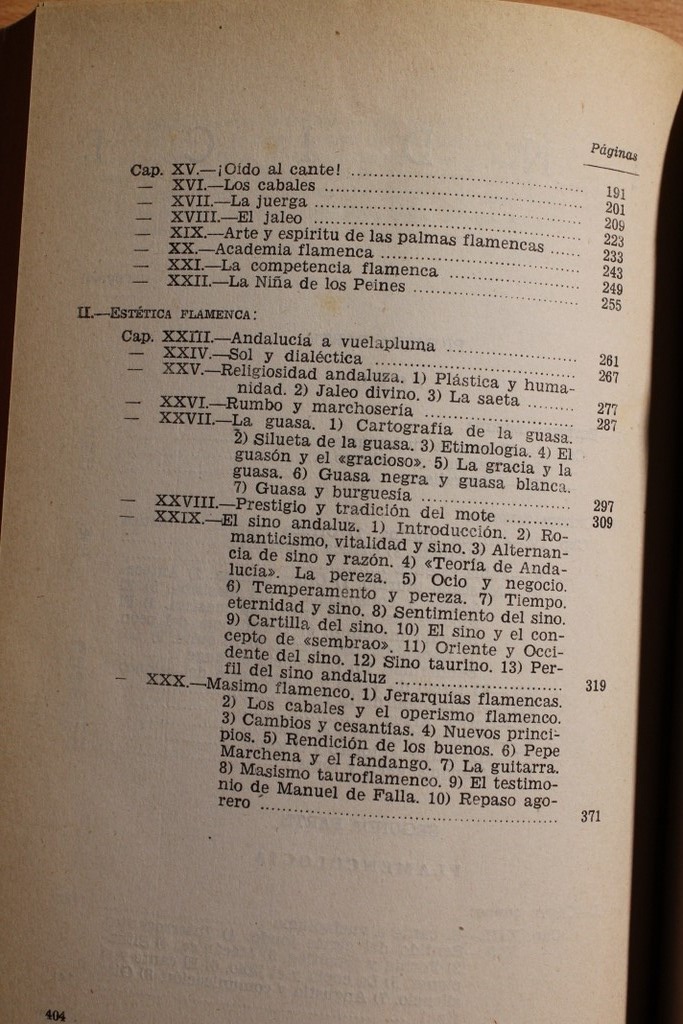 Páginas
Cap. XV.—¡Oído al cante! ........ 191
— XVI.—Los cabales ........ 201
— XVII.—La juerga ........ 209
— XVIII.—El jaleo ........ 223
— XIX.—Arte y espíritu de las palmas flamencas ..... 233
— XX.—Academia flamenca ........ 243
— XXI.—La competencia flamenca ........ 249
— XXII.—La Niña de los Peines ........ 255
II.—ESTÉTICA FLAMENCA:
Cap. XXIII.—Andalucía a vuelapluma ........ 261
— XXIV.—Sol y dialéctica ........ 267
— XXV.—Religiosidad andaluza. 1) Plástica y huma-
nidad. 2) Jaleo divino. 3) La saeta ........ 277
— XXVI.—Rumbo y marchosería ........ 287
— XXVII.—La guasa. 1) Cartografía de la guasa.
2) Silueta de la guasa. 3) Etimología. 4) El
guasón y el «gracioso». 5) La gracia y la
guasa. 6) Guasa negra y guasa blanca.
7) Guasa y burguesía ........ 297
— XXVIII.—Prestigio y tradición del mote ........ 309
— XXIX.—El sino andaluz. 1) Introducción. 2) Ro-
manticismo, vitalidad y sino. 3) Alternan-
cia de sino y razón. 4) «Teoría de Anda-
lucía». La pereza. 5) Ocio y negocio.
6) Temperamento y pereza. 7) Tiempo,
eternidad y sino. 8) Sentimiento del sino.
9) Cartilla del sino. 10) El sino y el con-
cepto de «sembrao». 11) Oriente y Occi-
dente del sino. 12) Sino taurino. 13) Per-
fil del sino andaluz ........ 319
— XXX.—Masimo flamenco. 1) Jerarquías flamencas.
2) Los cabales y el operismo flamenco.
3) Cambios y cesantías. 4) Nuevos princi-
pios. 5) Rendición de los buenos. 6) Pepe
Marchena y el fandango. 7) La guitarra.
8) Masismo tauroflamenco. 9) El testimo-
nio de Manuel de Falla. 10) Repaso ago-
rero ........ 371
404